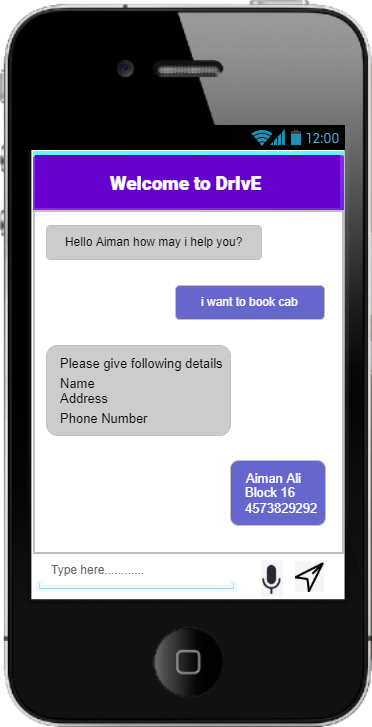 12:00
Welcome to DrIvE
Hello Aiman how may i help you?
i want to book cab
Please give following details
Name
Address
Phone Number
Aiman Ali
Block 16
4573829292
Type here............